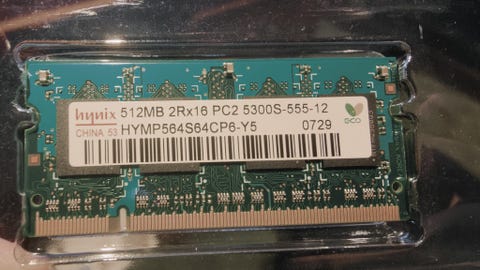 hynix 512MB 2Rx16 PC2 5300S-555-12
CHINA 53 HYMP564S64CP6-Y5 0729
ECO